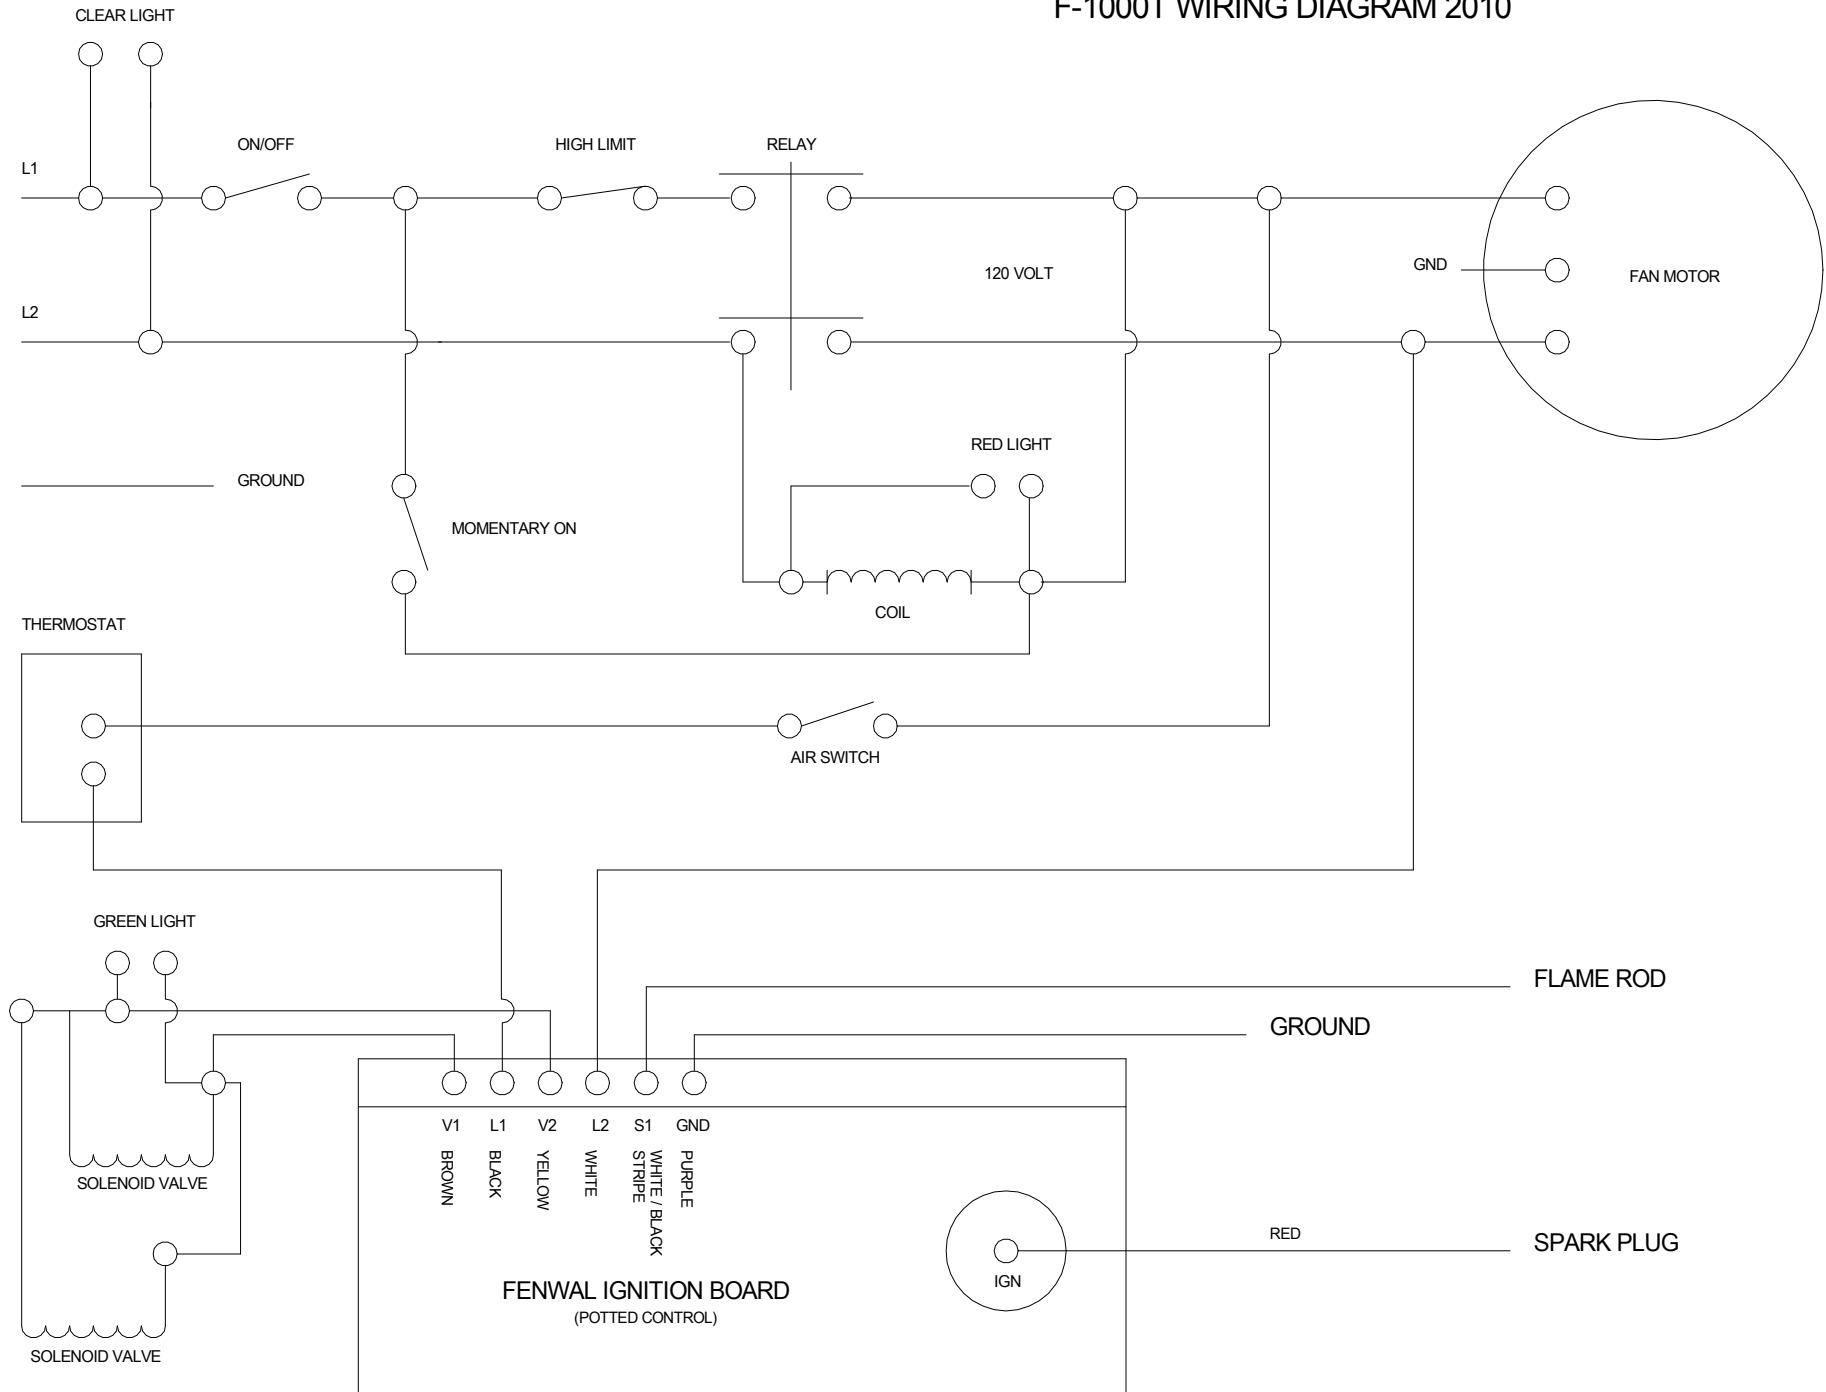 F-1000T WIRING DIAGRAM 2010
CLEAR LIGHT
ON/OFF
HIGH LIMIT
RELAY
L1
120 VOLT
GND
FAN MOTOR
L2
RED LIGHT
GROUND
MOMENTARY ON
COIL
THERMOSTAT
AIR SWITCH
GREEN LIGHT
FLAME ROD
GROUND
V1
L1
V2
L2
S1
GND
BROWN
BLACK
YELLOW
WHITE
WHITE / BLACK
STRIPE
PURPLE
SOLENOID VALVE
RED
SPARK PLUG
IGN
FENWAL IGNITION BOARD
(POTTED CONTROL)
SOLENOID VALVE